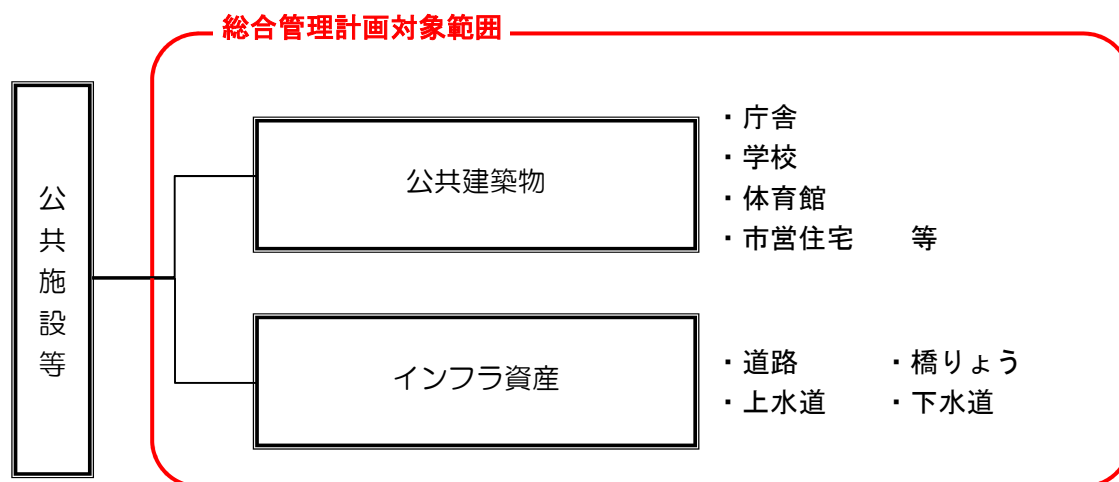 総合管理計画対象範囲
公共施設等
公共建築物
・庁舎
・学校
・体育館
・市営住宅　　等
インフラ資産
・道路　　・橋りょう
・上水道　　・下水道